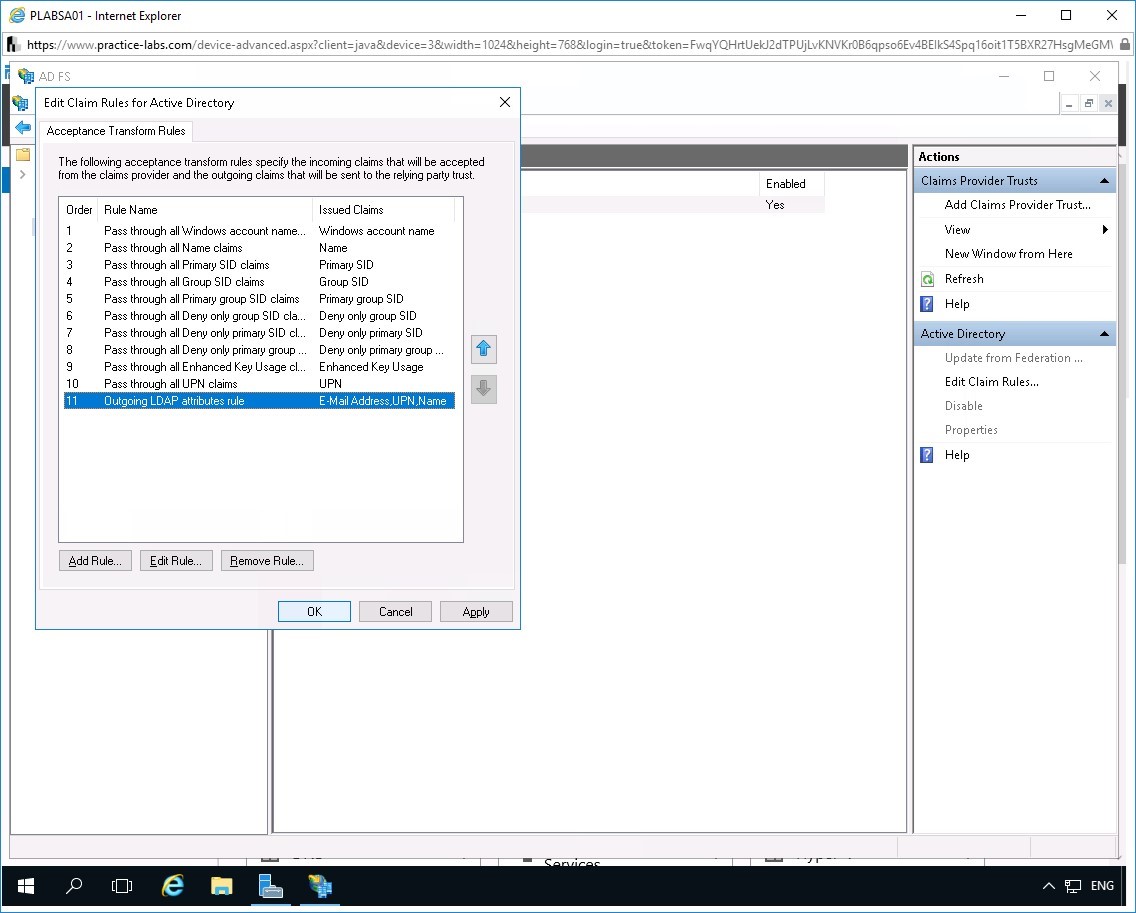 PLABSA01 - Internet Explorer
https://www.practice-labs.com/device-advanced.aspx?client=java&device=3&width=1024&height=768&login=true&token=FwqYQHrtUekJ2dTPUjLvKNVKr0B6qpso6Ev4BEIkS4Spq16oit1T5BXR27HsgMeGM
AD FS
Edit Claim Rules for Active Directory
Acceptance Transform Rules
The following acceptance transform rules specify the incoming claims that will be accepted
from the claims provider and the outgoing claims that will be sent to the relying party trust.
Order Rule Name Issued Claims
1 Pass through all Windows account name... Windows account name
2 Pass through all Name claims Name
3 Pass through all Primary SID claims Primary SID
4 Pass through all Group SID claims Group SID
5 Pass through all Primary group SID claims Primary group SID
6 Pass through all Deny only group SID cla... Deny only group SID
7 Pass through all Deny only primary SID cl... Deny only primary SID
8 Pass through all Deny only primary group ... Deny only primary group ...
9 Pass through all Enhanced Key Usage cl... Enhanced Key Usage
10 Pass through all UPN claims UPN
11 Outgoing LDAP attributes rule E-Mail Address,UPN,Name
Add Rule... Edit Rule... Remove Rule...
OK Cancel Apply
Enabled
Yes
Actions
Claims Provider Trusts
Add Claims Provider Trust...
View
New Window from Here
Refresh
Help
Active Directory
Update from Federation ...
Edit Claim Rules...
Disable
Properties
Help
Services
ENG